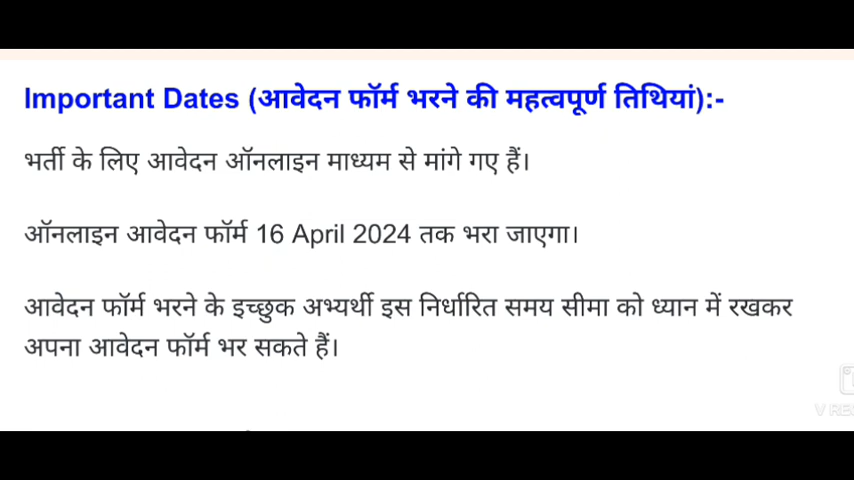 Important Dates (आवेदन फॉर्म भरने की महत्वपूर्ण तिथियां):-
भर्ती के लिए आवेदन ऑनलाइन माध्यम से मांगे गए हैं।
ऑनलाइन आवेदन फॉर्म 16 April 2024 तक भरा जाएगा।
आवेदन फॉर्म भरने के इच्छुक अभ्यर्थी इस निर्धारित समय सीमा को ध्यान में रखकर
अपना आवेदन फॉर्म भर सकते हैं।